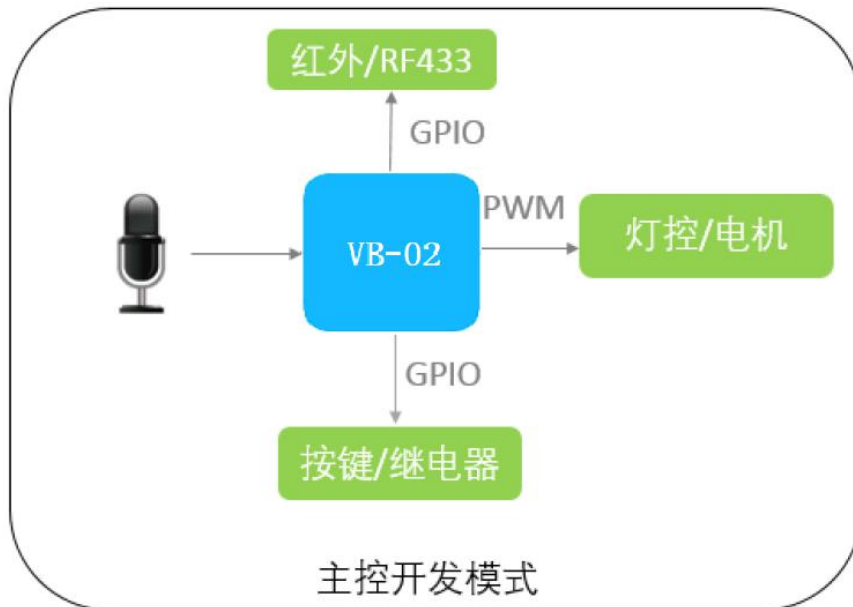 红外/RF433
GPIO
PWM
VB-02
灯控/电机
GPIO
按键/继电器
主控开发模式